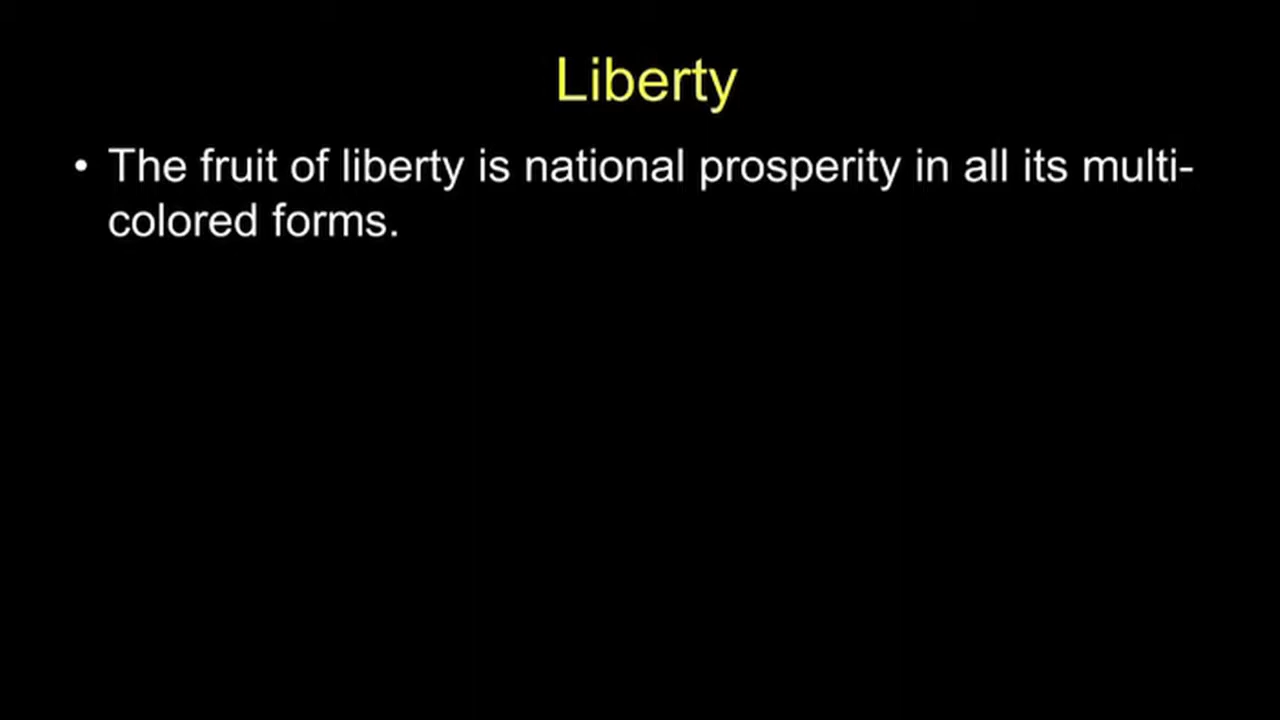 Liberty
• The fruit of liberty is national prosperity in all its multi-
colored forms.